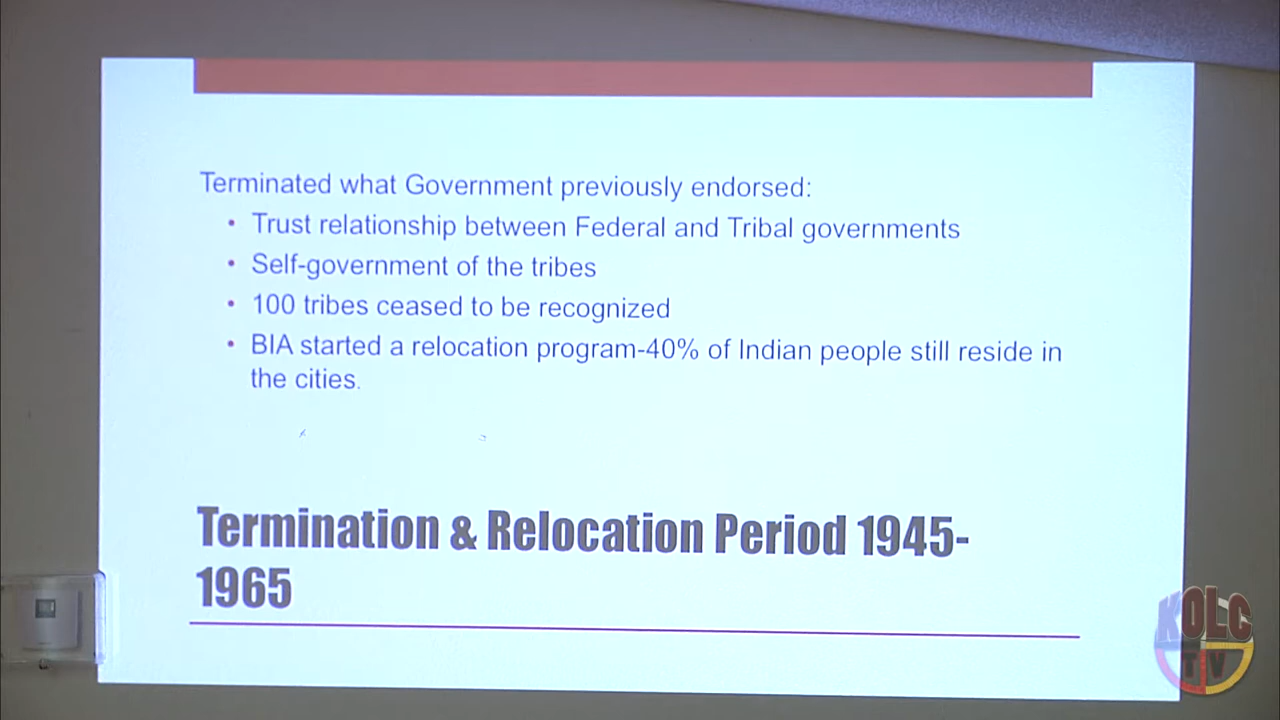 Terminated what Government previously endorsed:
• Trust relationship between Federal and Tribal governments
• Self-government of the tribes
• 100 tribes ceased to be recognized
• BIA started a relocation program-40% of Indian people still reside in
the cities.
Termination & Relocation Period 1945-
1965
KOLC
TV